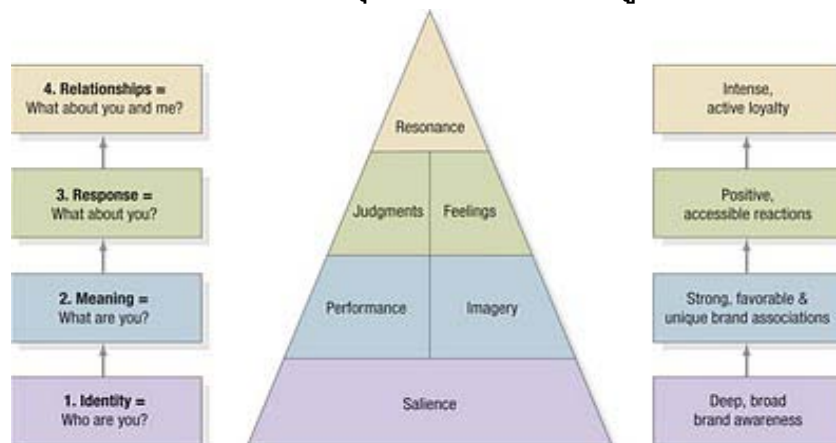 4. Relationships =
What about you and me?
3. Response =
What about you?
2. Meaning =
What are you?
1. Identity =
Who are you?
Resonance
Judgments
Feelings
Performance
Imagery
Salience
Intense,
active loyalty
Positive,
accessible reactions
Strong, favorable &
unique brand associations
Deep, broad
brand awareness